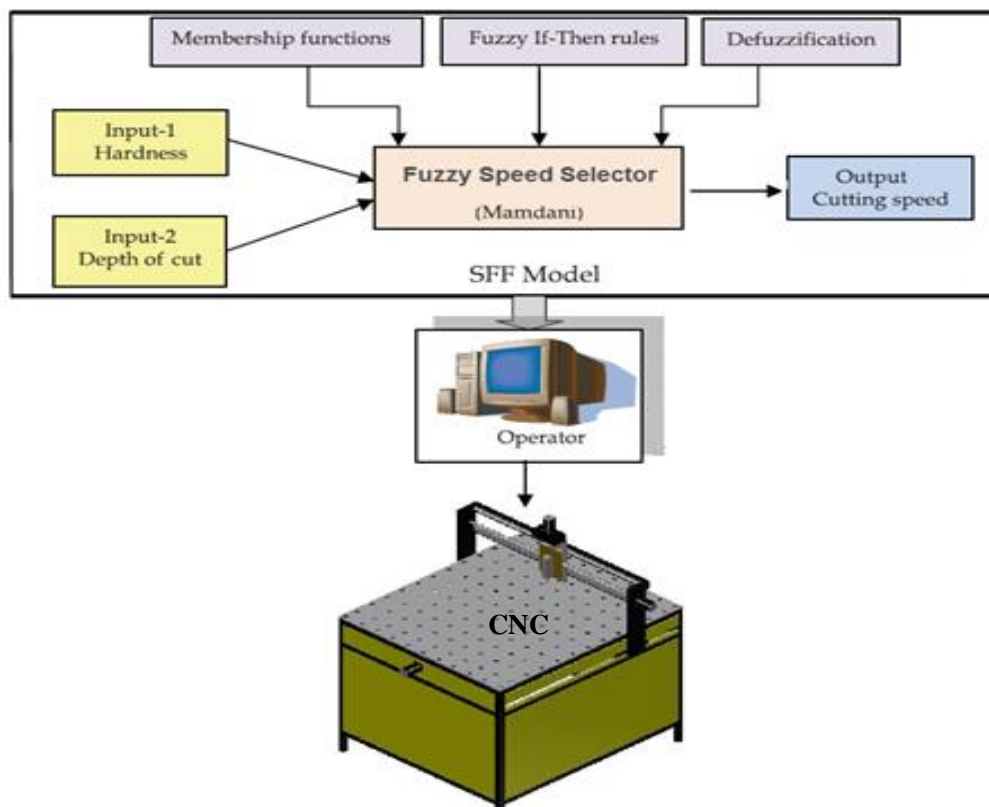 Membership functions
Fuzzy If-Then rules
Defuzzification
Input-1
Hardness
Fuzzy Speed Selector
(Mamdanı)
Output
Cutting speed
Input-2
Depth of cut
SFF Model
Operator
CNC